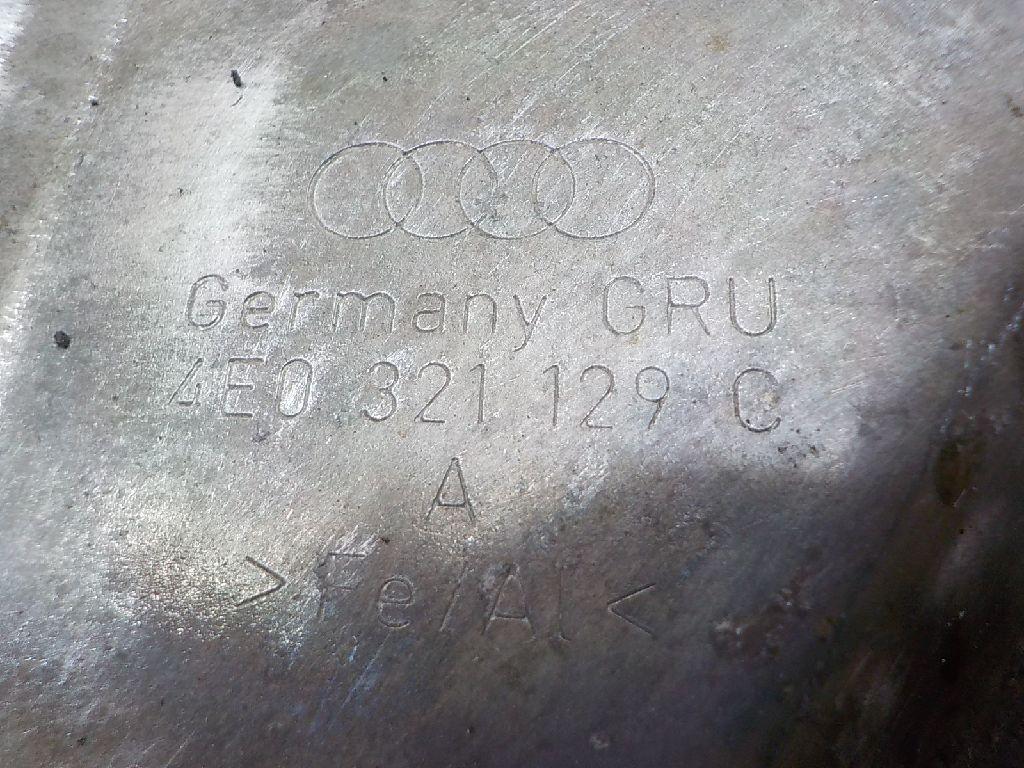 Germany GRU
4E0 321 129 C
A
>Fe/Al<